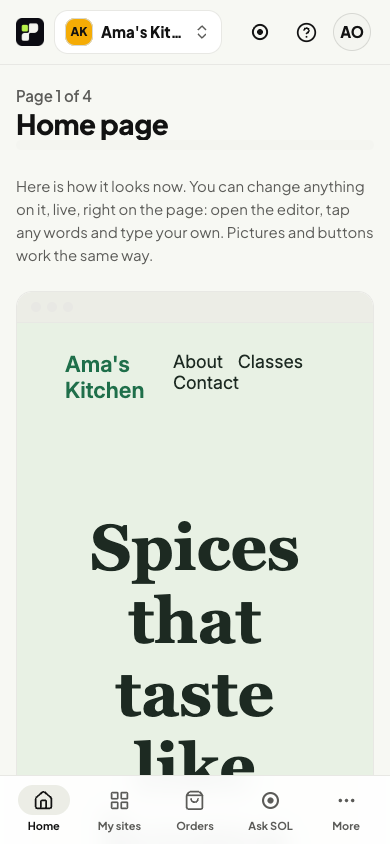 AK Ama's Kit...
AO
Page 1 of 4
Home page
Here is how it looks now. You can change anything
on it, live, right on the page: open the editor, tap
any words and type your own. Pictures and buttons
work the same way.
Ama's
Kitchen
About Classes
Contact
Spices
that
taste
like
Home My sites Orders Ask SOL More